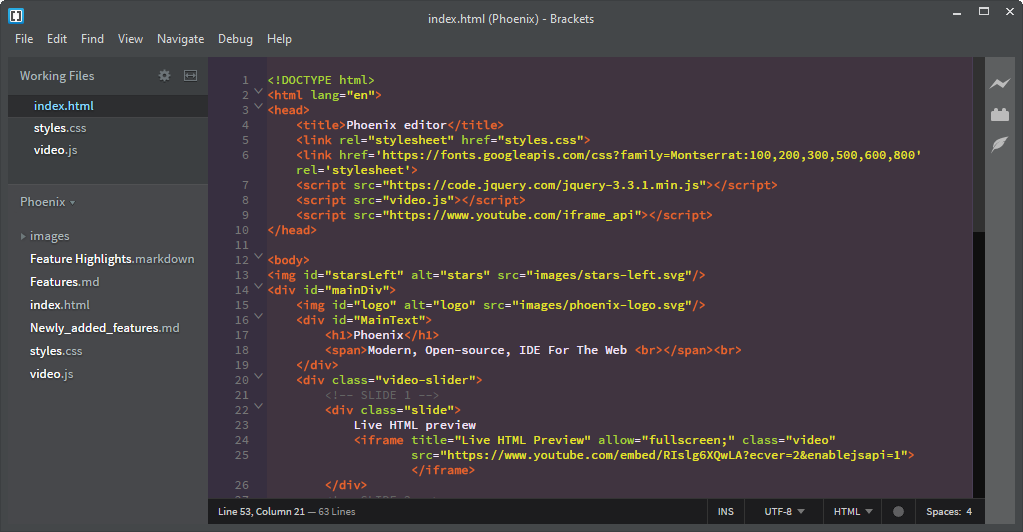 index.html (Phoenix) - Brackets
File Edit Find View Navigate Debug Help
Working Files
index.html
styles.css
video.js
Phoenix
images
Feature Highlights.markdown
Features.md
index.html
Newly_added_features.md
styles.css
video.js
1 <!DOCTYPE html>
2 <html lang="en">
3 <head>
4 <title>Phoenix editor</title>
5 <link rel="stylesheet" href="styles.css">
6 <link href='https://fonts.googleapis.com/css?family=Montserrat:100,200,300,500,600,800'
rel='stylesheet'>
7 <script src="https://code.jquery.com/jquery-3.3.1.min.js"></script>
8 <script src="video.js"></script>
9 <script src="https://www.youtube.com/iframe_api"></script>
10 </head>
11
12 <body>
13 <img id="starsLeft" alt="stars" src="images/stars-left.svg"/>
14 <div id="mainDiv">
15 <img id="logo" alt="logo" src="images/phoenix-logo.svg"/>
16 <div id="MainText">
17 <h1>Phoenix</h1>
18 <span>Modern, Open-source, IDE For The Web <br></span><br>
19 </div>
20 <div class="video-slider">
21 <!-- SLIDE 1 -->
22 <div class="slide">
23 Live HTML preview
24 <iframe title="Live HTML Preview" allow="fullscreen;" class="video"
25 src="https://www.youtube.com/embed/RIslg6XQwLA?ecver=2&enablejsapi=1">
</iframe>
26 </div>
Line 53, Column 21 — 63 Lines
INS UTF-8 HTML Spaces: 4